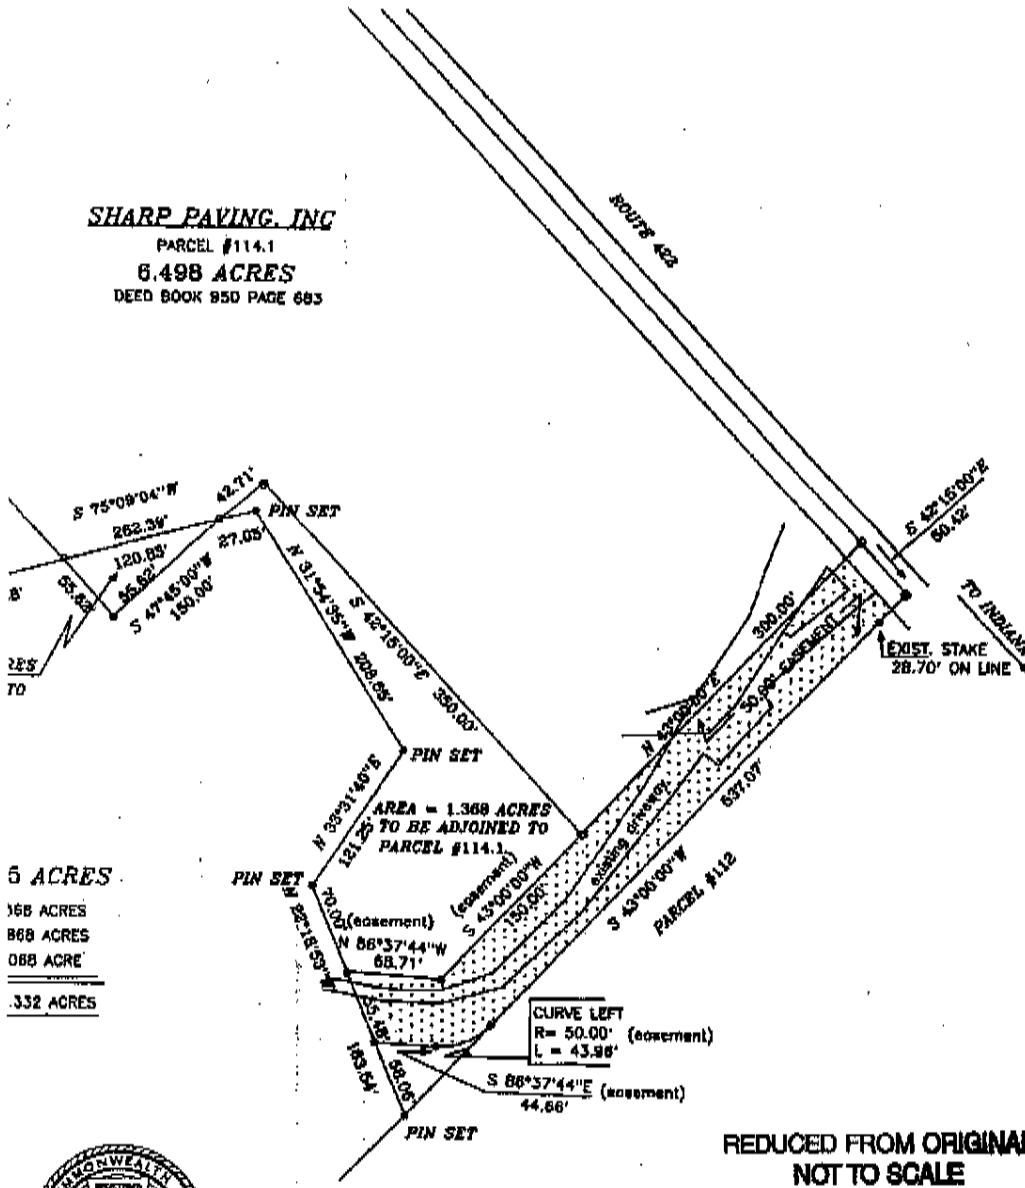 SHARP PAVING, INC
PARCEL #114.1
6.498 ACRES
DEED BOOK 950 PAGE 683
ROUTE 422
S 42°15'00"E
50.42'
TO INDIANA
EXIST. STAKE
28.70' ON LINE
S 75°09'04"W
262.39'
42.71'
PIN SET
27.05'
120.85'
55.62'
S 47°45'00"W
150.00'
N 31°54'35"W 208.65'
S 42°15'00"E 350.00'
300.00'
N 43°00'00"E
50.00' EASEMENT
PIN SET
N 33°31'40"E
121.25'
AREA = 1.368 ACRES
TO BE ADJOINED TO
PARCEL #114.1
(easement)
S 43°00'00"W
150.00'
existing driveway
537.07'
S 43°00'00"W
PARCEL #112
PIN SET
70.00'
(easement)
N 86°37'44"W
68.71'
5 ACRES
368 ACRES
868 ACRES
068 ACRE
.332 ACRES
CURVE LEFT
R= 50.00' (easement)
L = 43.98'
183.54'
58.06'
S 86°37'44"E (easement)
44.66'
PIN SET
REDUCED FROM ORIGINAL
NOT TO SCALE
COMMONWEALTH